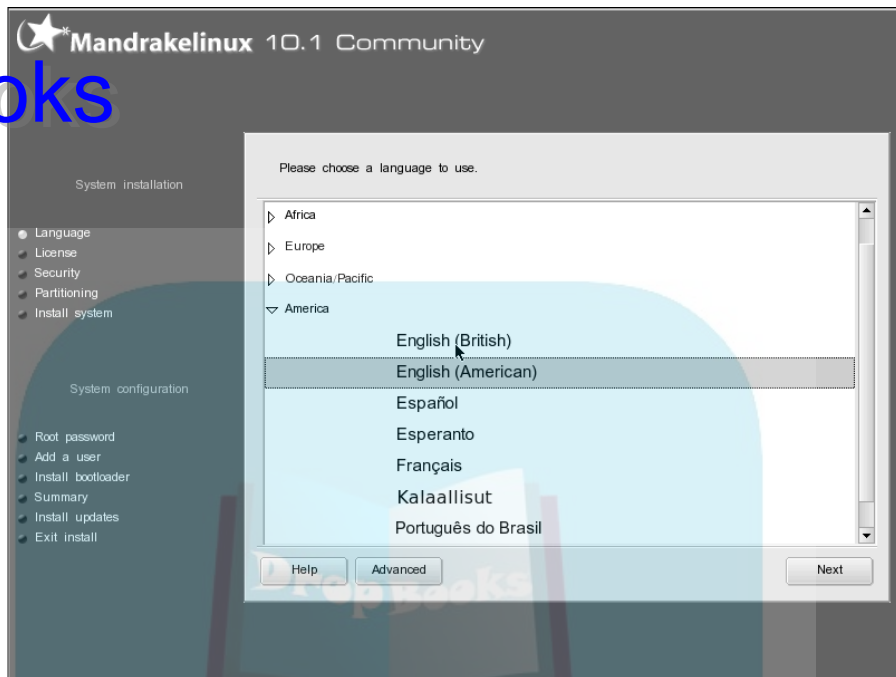 Mandrakelinux 10.1 Community
oks
System installation
Language
License
Security
Partitioning
Install system
System configuration
Root password
Add a user
Install bootloader
Summary
Install updates
Exit install
Please choose a language to use.
Africa
Europe
Oceania/Pacific
America
English (British)
English (American)
Español
Esperanto
Français
Kalaallisut
Português do Brasil
Help
Advanced
Next
Drop Books